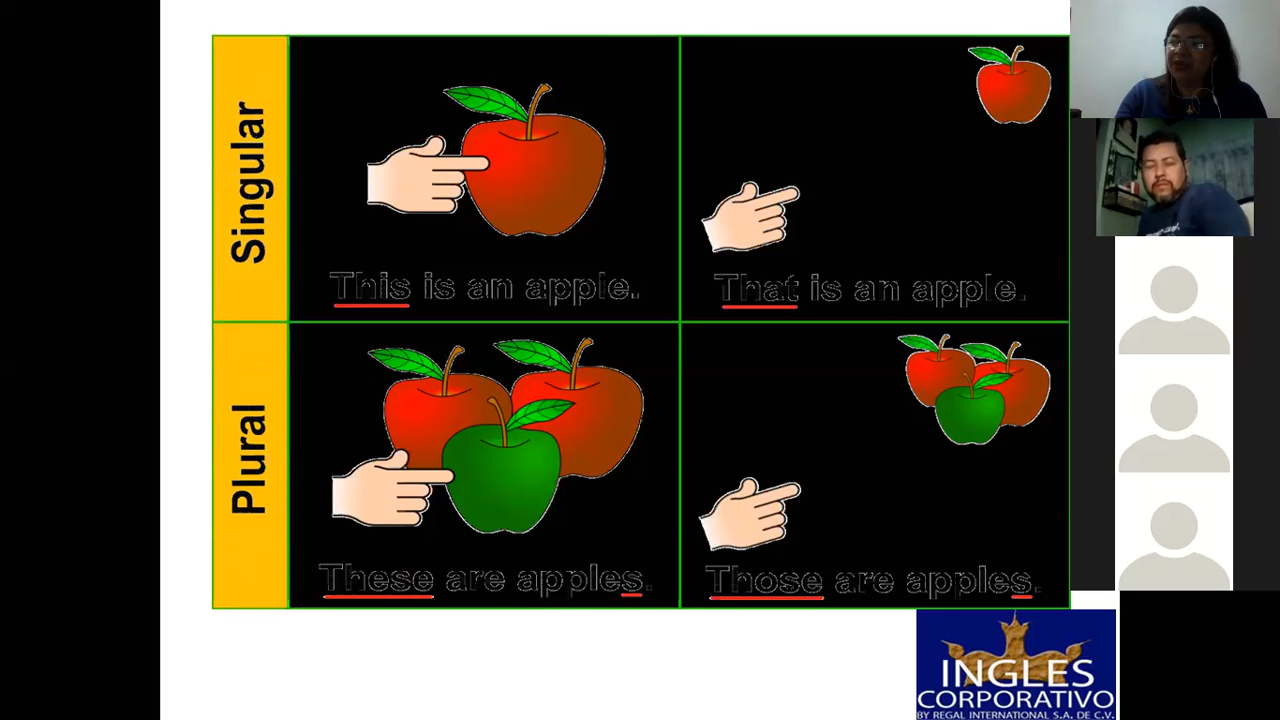 Singular
This is an apple.
That is an apple.
Plural
These are apples.
Those are apples.
INGLES
CORPORATIVO
BY REGAL INTERNATIONAL S.A. DE C.V.